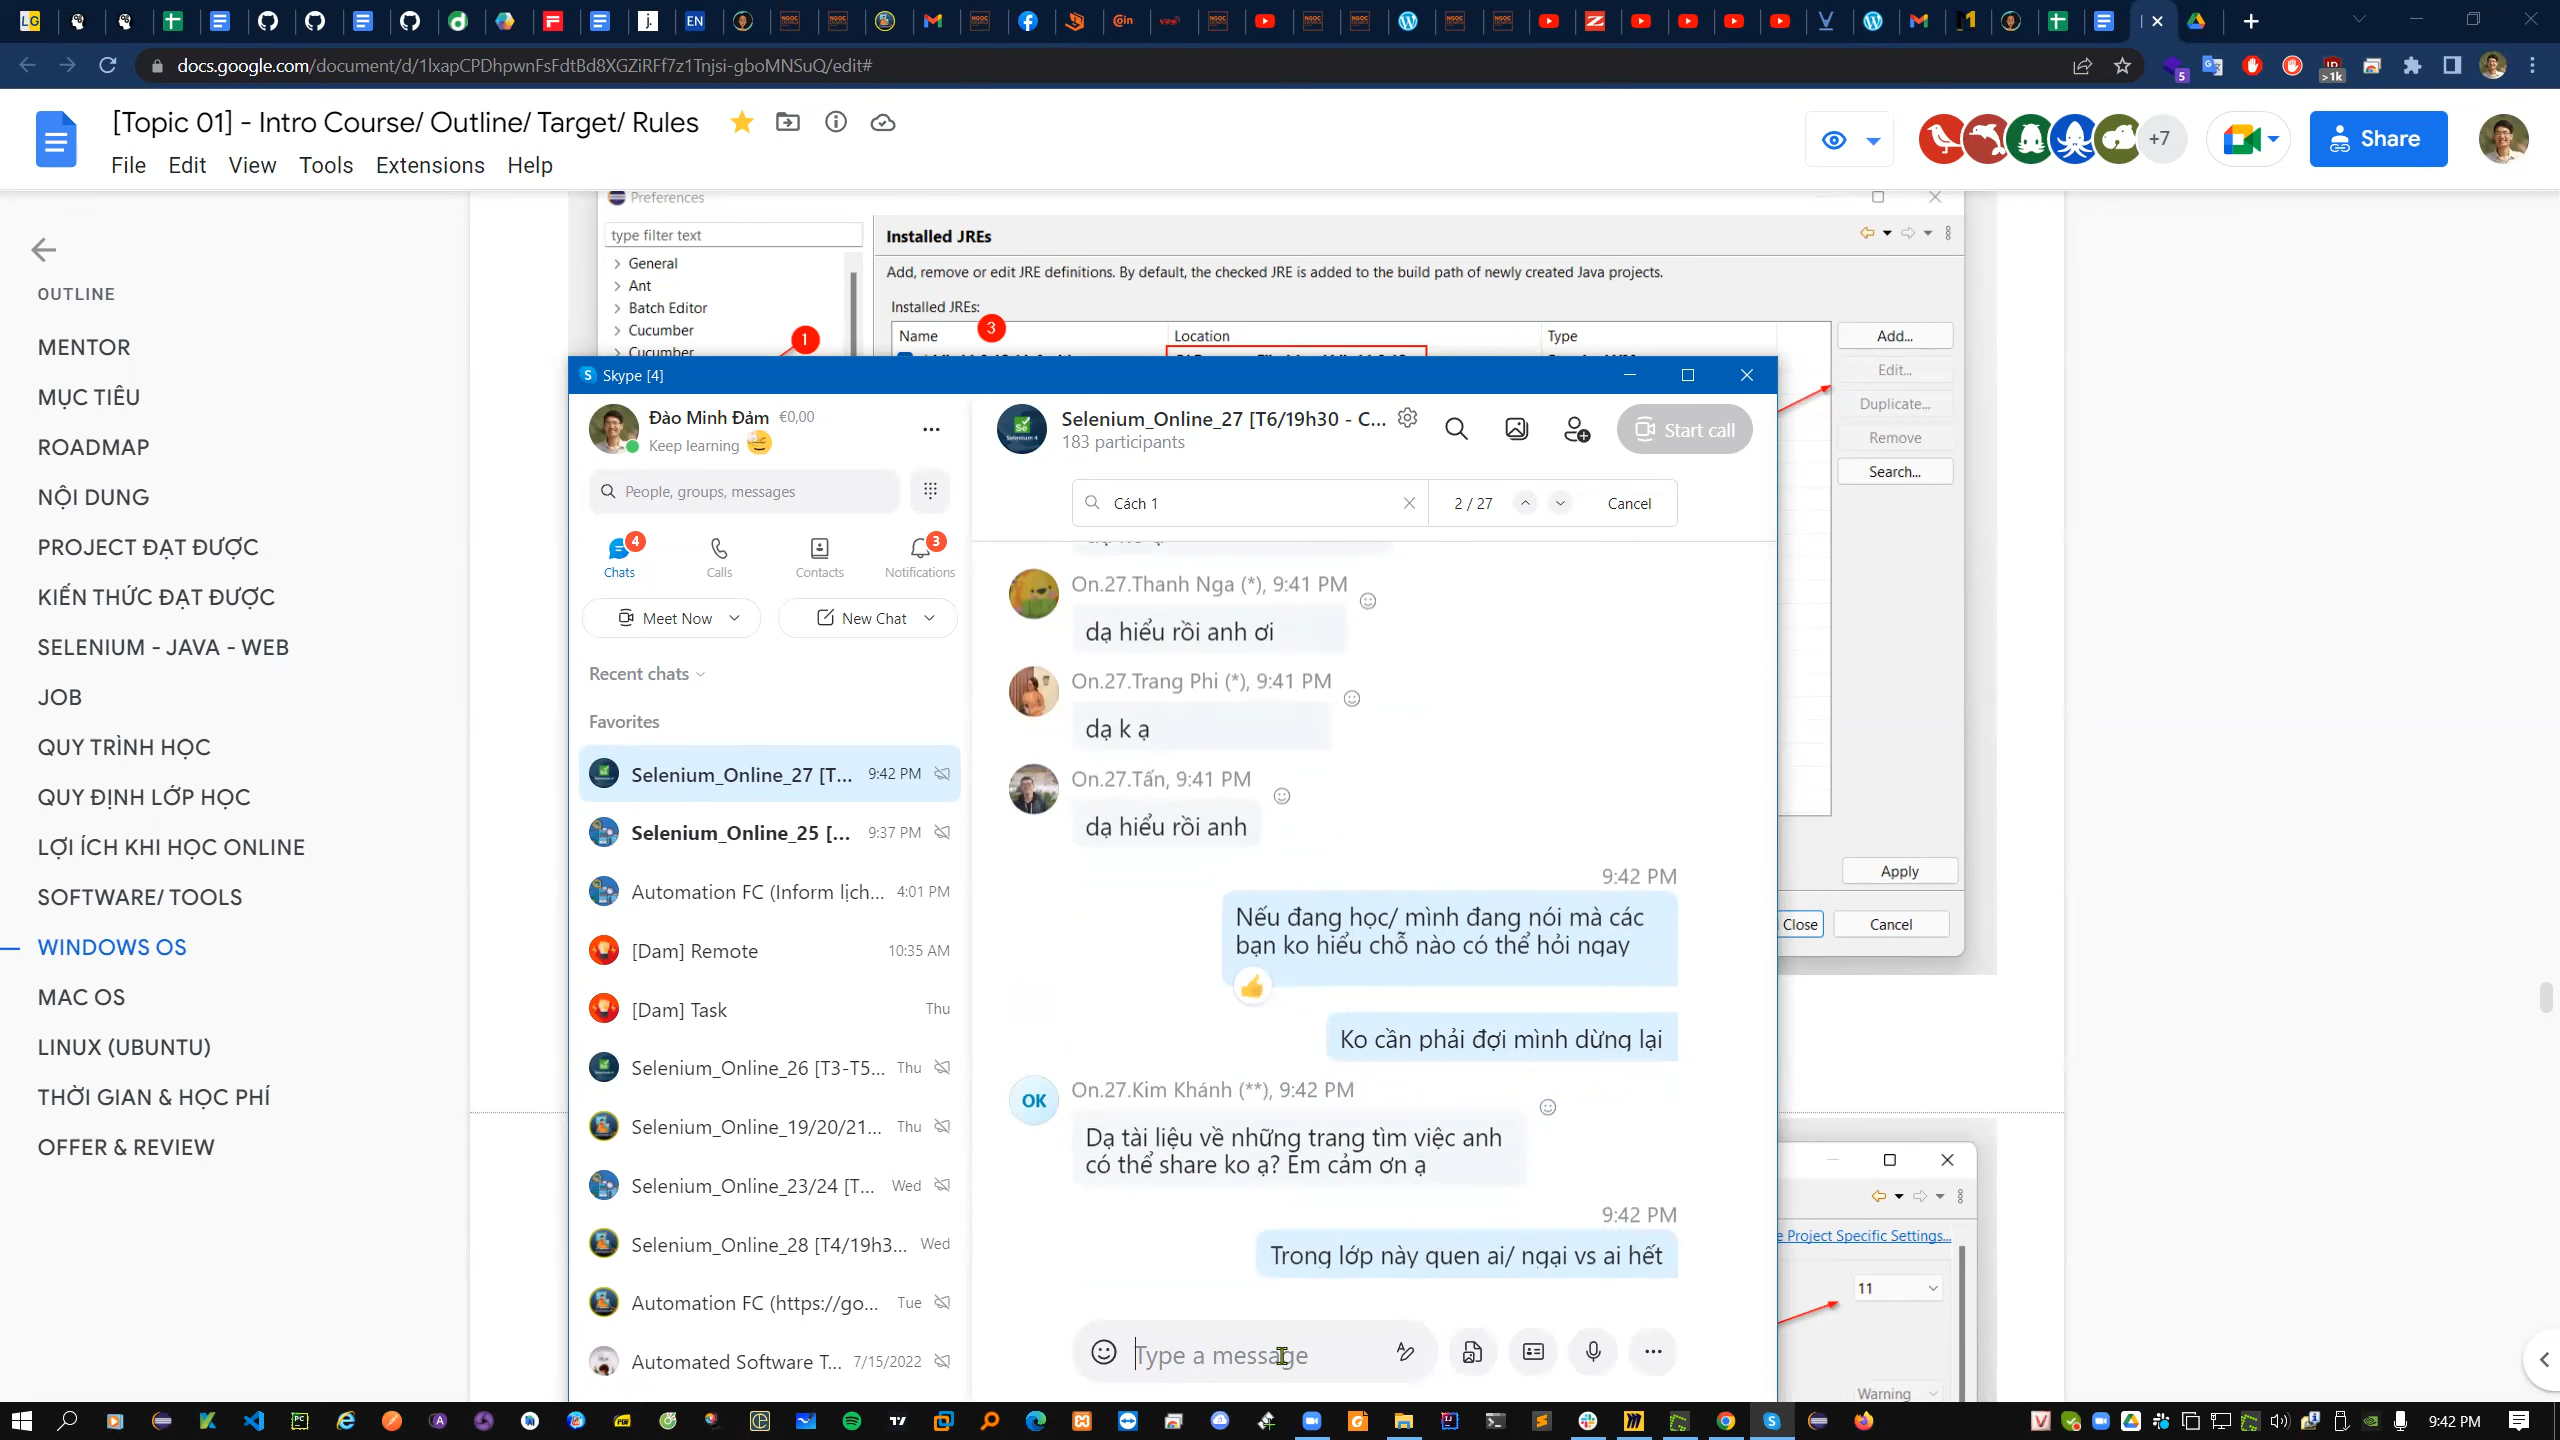 docs.google.com/document/d/1lxapCPDhpwnFsFdtBd8XGZiRFf7z1Tnjsi-gboMNSuQ/edit#
[Topic 01] - Intro Course/ Outline/ Target/ Rules
File Edit View Tools Extensions Help
+7
Share
OUTLINE
MENTOR
MỤC TIÊU
ROADMAP
NỘI DUNG
PROJECT ĐẠT ĐƯỢC
KIẾN THỨC ĐẠT ĐƯỢC
SELENIUM - JAVA - WEB
JOB
QUY TRÌNH HỌC
QUY ĐỊNH LỚP HỌC
LỢI ÍCH KHI HỌC ONLINE
SOFTWARE/ TOOLS
WINDOWS OS
MAC OS
LINUX (UBUNTU)
THỜI GIAN & HỌC PHÍ
OFFER & REVIEW
Preferences
type filter text
General
Ant
Batch Editor
Cucumber
Cucumber
1
Installed JREs
Add, remove or edit JRE definitions. By default, the checked JRE is added to the build path of newly created Java projects.
Installed JREs:
Name 3 Location Type
Add...
Edit...
Duplicate...
Remove
Search...
Apply
Close Cancel
Skype [4]
Đào Minh Đảm €0,00
Keep learning
People, groups, messages
4 3
Chats Calls Contacts Notifications
Meet Now New Chat
Recent chats
Favorites
Selenium_Online_27 [T... 9:42 PM
Selenium_Online_25 [... 9:37 PM
Automation FC (Inform lịch... 4:01 PM
[Dam] Remote 10:35 AM
[Dam] Task Thu
Selenium_Online_26 [T3-T5... Thu
Selenium_Online_19/20/21... Thu
Selenium_Online_23/24 [T... Wed
Selenium_Online_28 [T4/19h3... Wed
Automation FC (https://go... Tue
Automated Software T... 7/15/2022
Selenium_Online_27 [T6/19h30 - C...
183 participants
Start call
Cách 1 2 / 27 Cancel
On.27.Thanh Nga (*), 9:41 PM
dạ hiểu rồi anh ơi
On.27.Trang Phi (*), 9:41 PM
dạ k ạ
On.27.Tấn, 9:41 PM
dạ hiểu rồi anh
9:42 PM
Nếu đang học/ mình đang nói mà các
bạn ko hiểu chỗ nào có thể hỏi ngay
Ko cần phải đợi mình dừng lại
OK
On.27.Kim Khánh (**), 9:42 PM
Dạ tài liệu về những trang tìm việc anh
có thể share ko ạ? Em cảm ơn ạ
9:42 PM
Trong lớp này quen ai/ ngại vs ai hết
Type a message
e Project Specific Settings...
11
Warning
9:42 PM